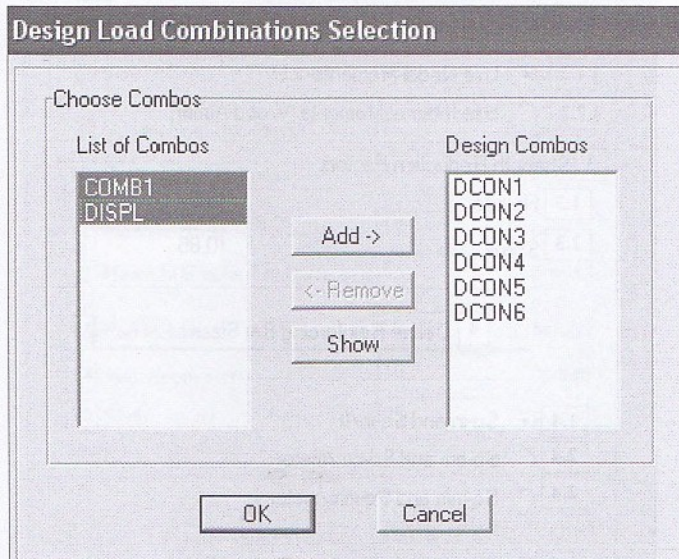 Design Load Combinations Selection
Choose Combos
List of Combos
COMB1
DISPL
Add ->
<- Remove
Show
Design Combos
DCON1
DCON2
DCON3
DCON4
DCON5
DCON6
OK
Cancel